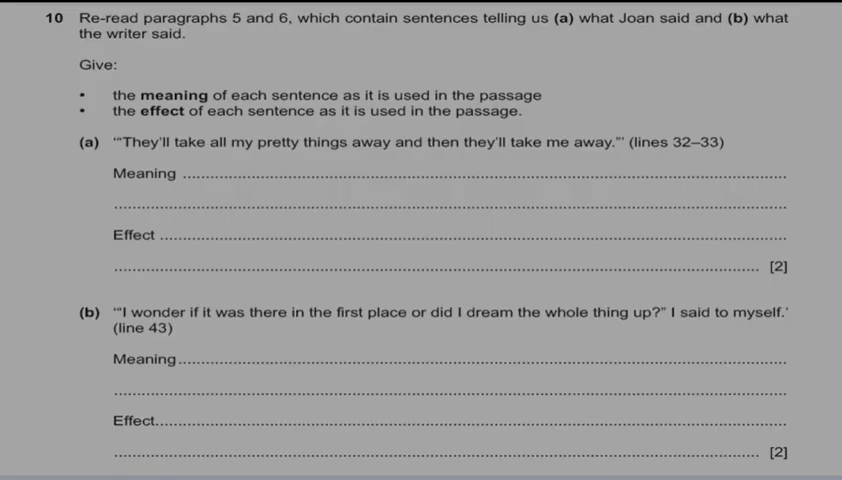 10 Re-read paragraphs 5 and 6, which contain sentences telling us (a) what Joan said and (b) what
the writer said.
Give:
• the meaning of each sentence as it is used in the passage
• the effect of each sentence as it is used in the passage.
(a) '"They'll take all my pretty things away and then they'll take me away."' (lines 32–33)
Meaning ................................................................
................................................................
Effect ................................................................
................................................................ [2]
(b) '"I wonder if it was there in the first place or did I dream the whole thing up?" I said to myself.'
(line 43)
Meaning................................................................
................................................................
Effect................................................................
................................................................ [2]